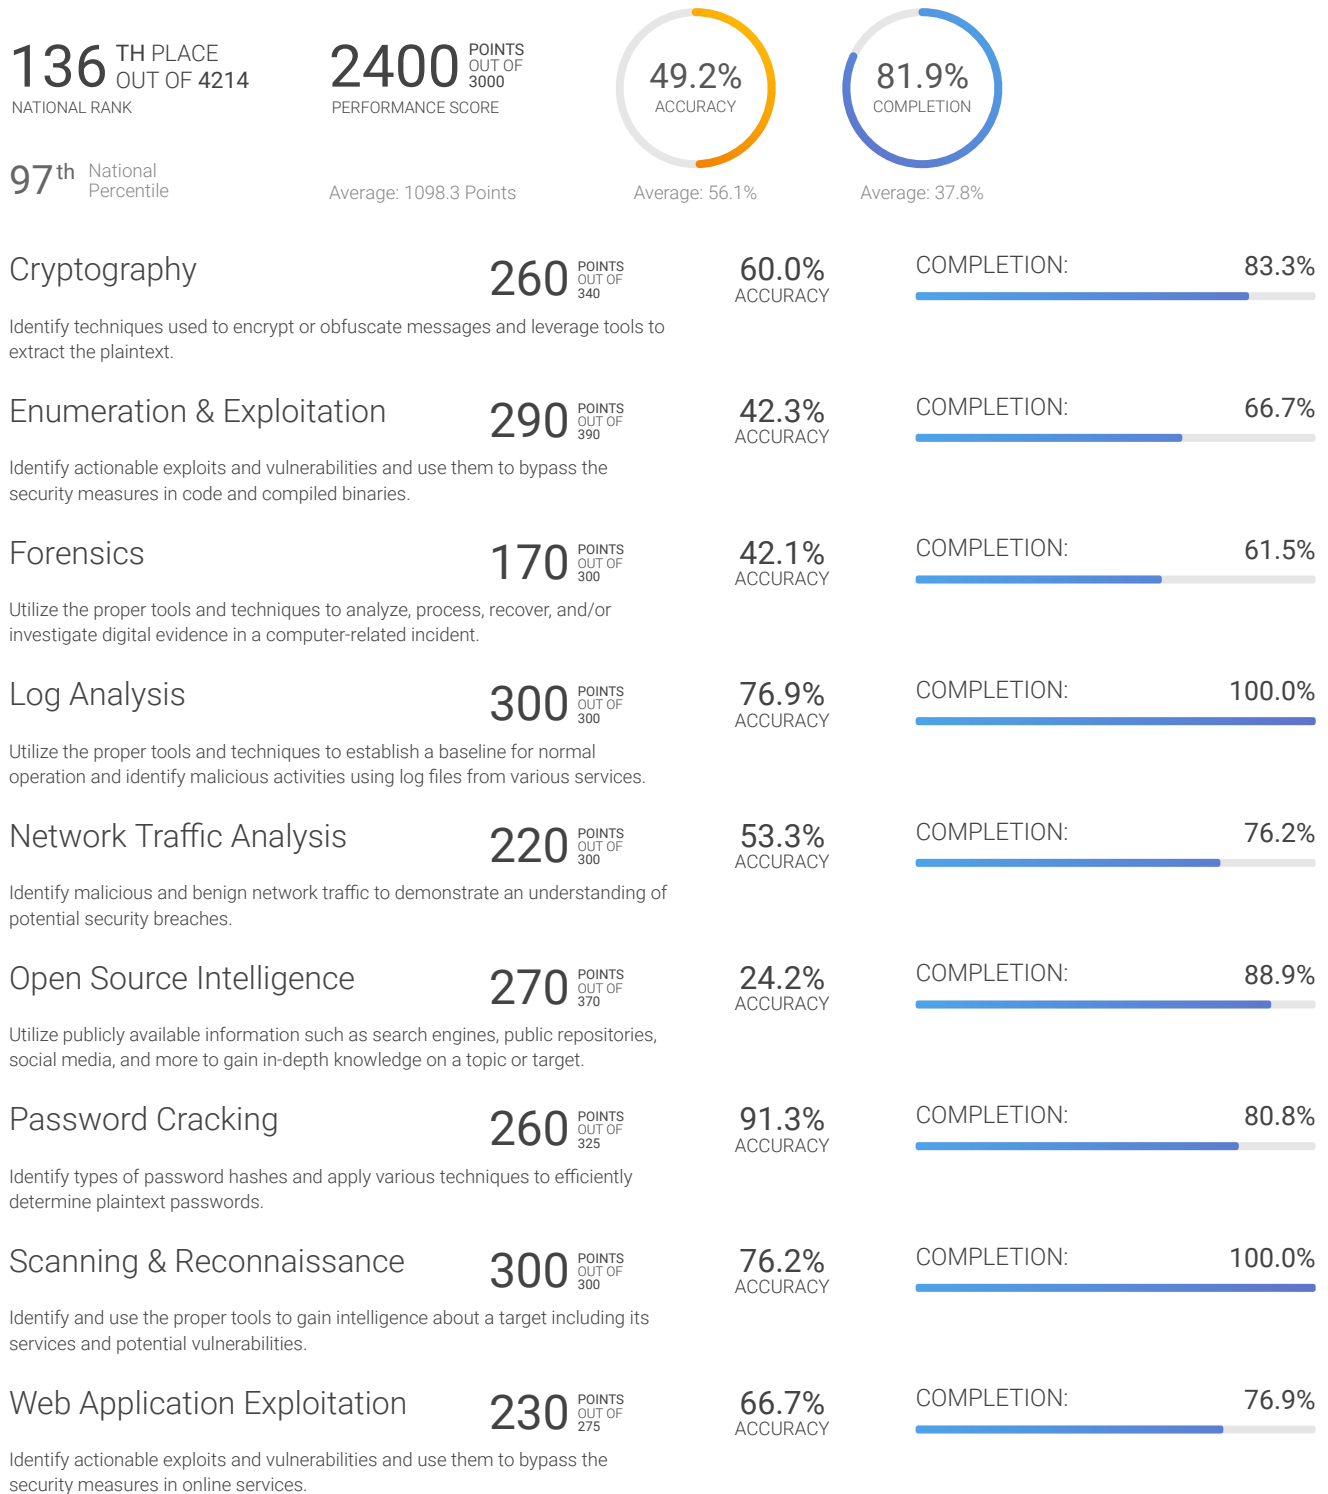 136 TH PLACE
OUT OF 4214
NATIONAL RANK
97th National
Percentile
2400 POINTS
OUT OF
3000
PERFORMANCE SCORE
Average: 1098.3 Points
49.2%
ACCURACY
Average: 56.1%
81.9%
COMPLETION
Average: 37.8%
Cryptography
260 POINTS
OUT OF
340
60.0%
ACCURACY
COMPLETION: 83.3%
Identify techniques used to encrypt or obfuscate messages and leverage tools to
extract the plaintext.
Enumeration & Exploitation
290 POINTS
OUT OF
390
42.3%
ACCURACY
COMPLETION: 66.7%
Identify actionable exploits and vulnerabilities and use them to bypass the
security measures in code and compiled binaries.
Forensics
170 POINTS
OUT OF
300
42.1%
ACCURACY
COMPLETION: 61.5%
Utilize the proper tools and techniques to analyze, process, recover, and/or
investigate digital evidence in a computer-related incident.
Log Analysis
300 POINTS
OUT OF
300
76.9%
ACCURACY
COMPLETION: 100.0%
Utilize the proper tools and techniques to establish a baseline for normal
operation and identify malicious activities using log files from various services.
Network Traffic Analysis
220 POINTS
OUT OF
300
53.3%
ACCURACY
COMPLETION: 76.2%
Identify malicious and benign network traffic to demonstrate an understanding of
potential security breaches.
Open Source Intelligence
270 POINTS
OUT OF
370
24.2%
ACCURACY
COMPLETION: 88.9%
Utilize publicly available information such as search engines, public repositories,
social media, and more to gain in-depth knowledge on a topic or target.
Password Cracking
260 POINTS
OUT OF
325
91.3%
ACCURACY
COMPLETION: 80.8%
Identify types of password hashes and apply various techniques to efficiently
determine plaintext passwords.
Scanning & Reconnaissance
300 POINTS
OUT OF
300
76.2%
ACCURACY
COMPLETION: 100.0%
Identify and use the proper tools to gain intelligence about a target including its
services and potential vulnerabilities.
Web Application Exploitation
230 POINTS
OUT OF
275
66.7%
ACCURACY
COMPLETION: 76.9%
Identify actionable exploits and vulnerabilities and use them to bypass the
security measures in online services.